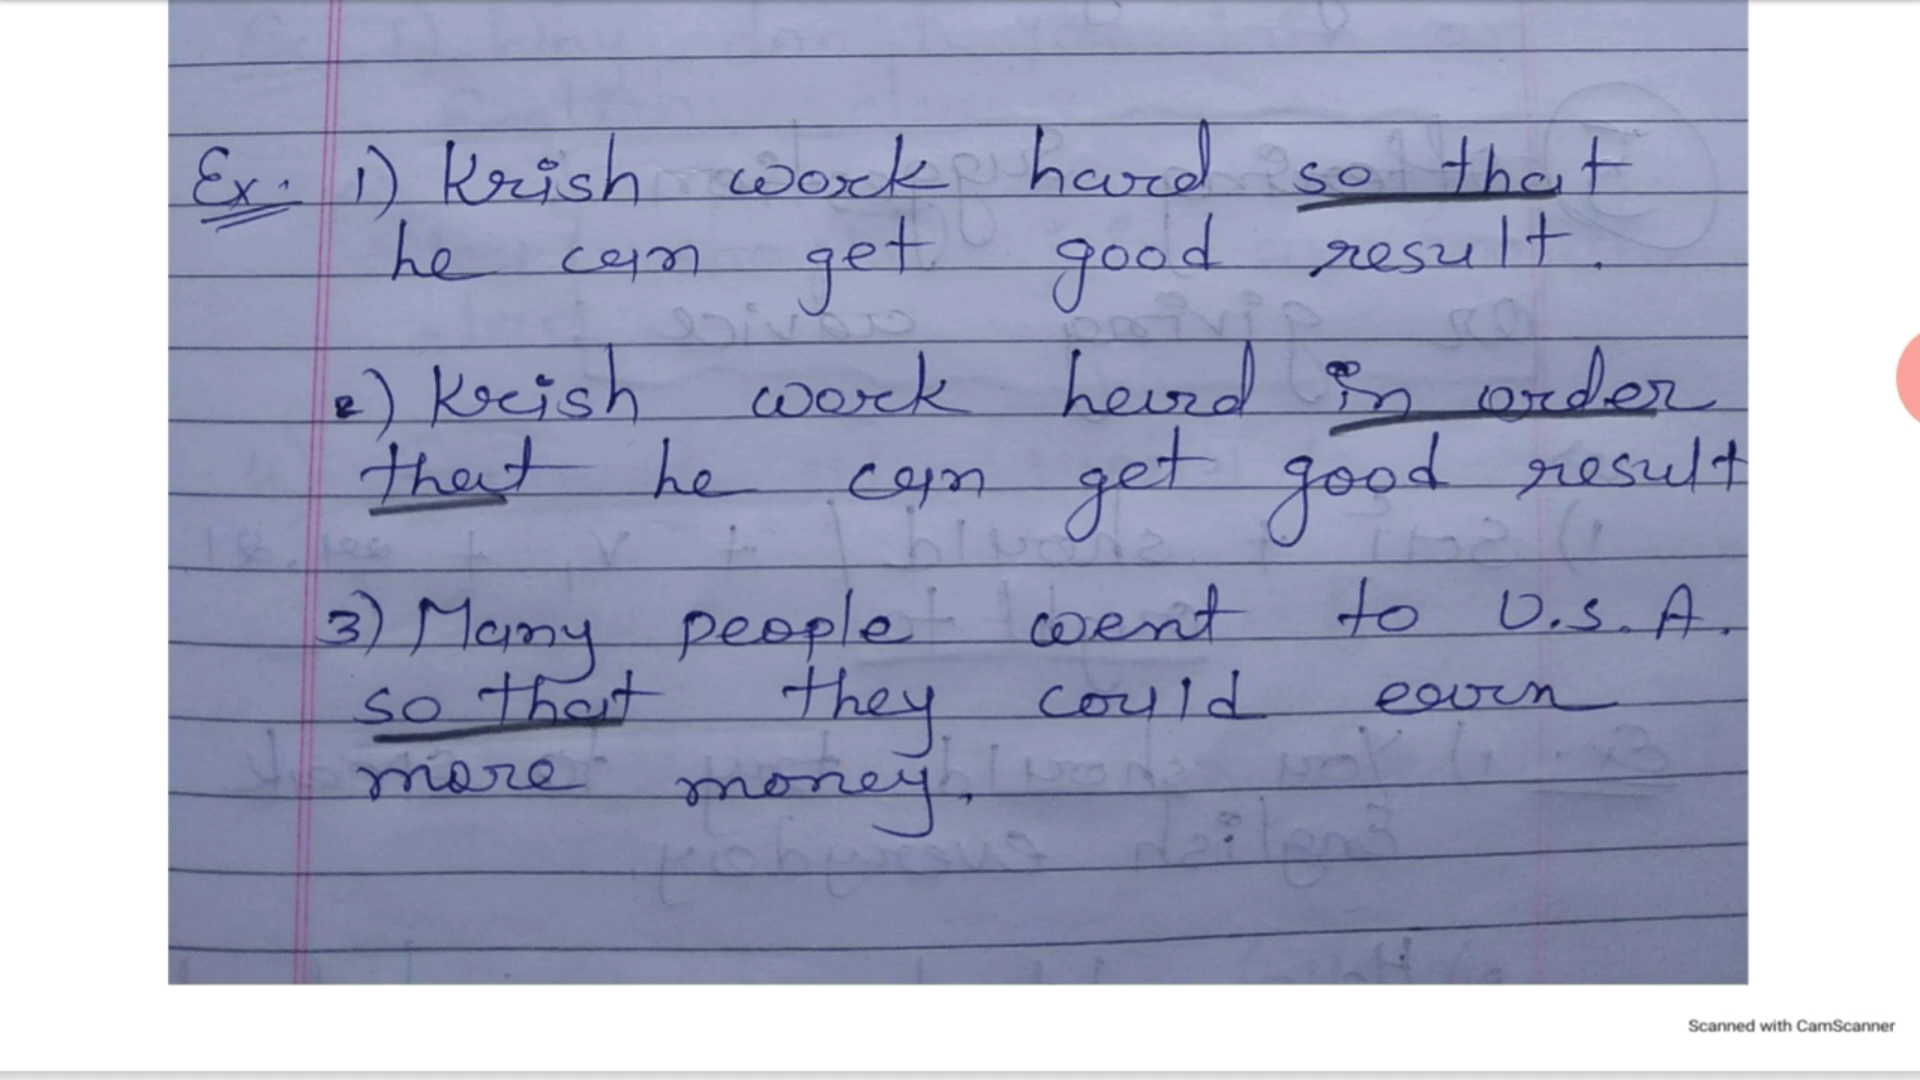 Ex:- 1) Krish work hard so that
he can get good result.
2) Krish work hard in order
that he can get good result
3) Many people went to U.S.A.
so that they could earn
more money.
Scanned with CamScanner